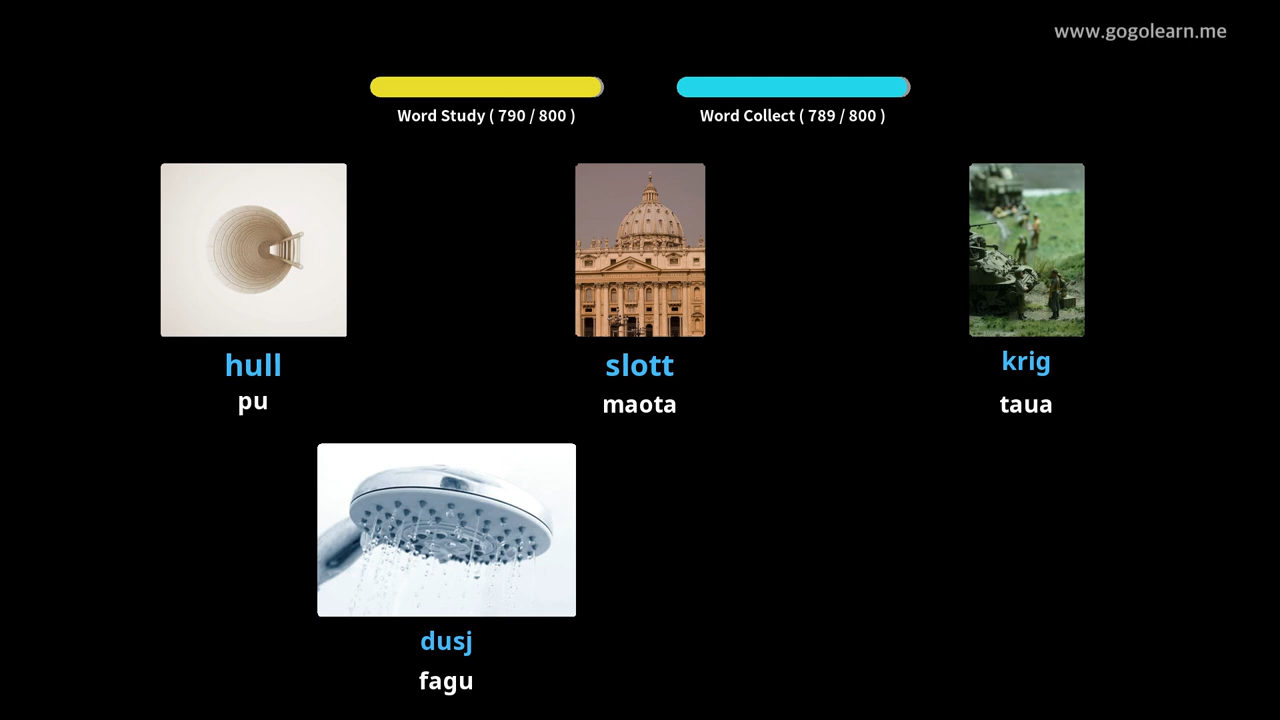 www.gogolearn.me
Word Study ( 790 / 800 )
Word Collect ( 789 / 800 )
hull
pu
slott
maota
krig
taua
dusj
fagu